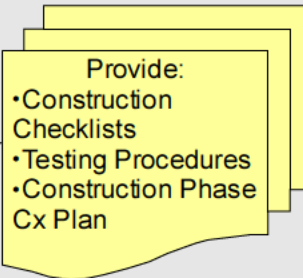 Provide:
•Construction
Checklists
•Testing Procedures
•Construction Phase
Cx Plan